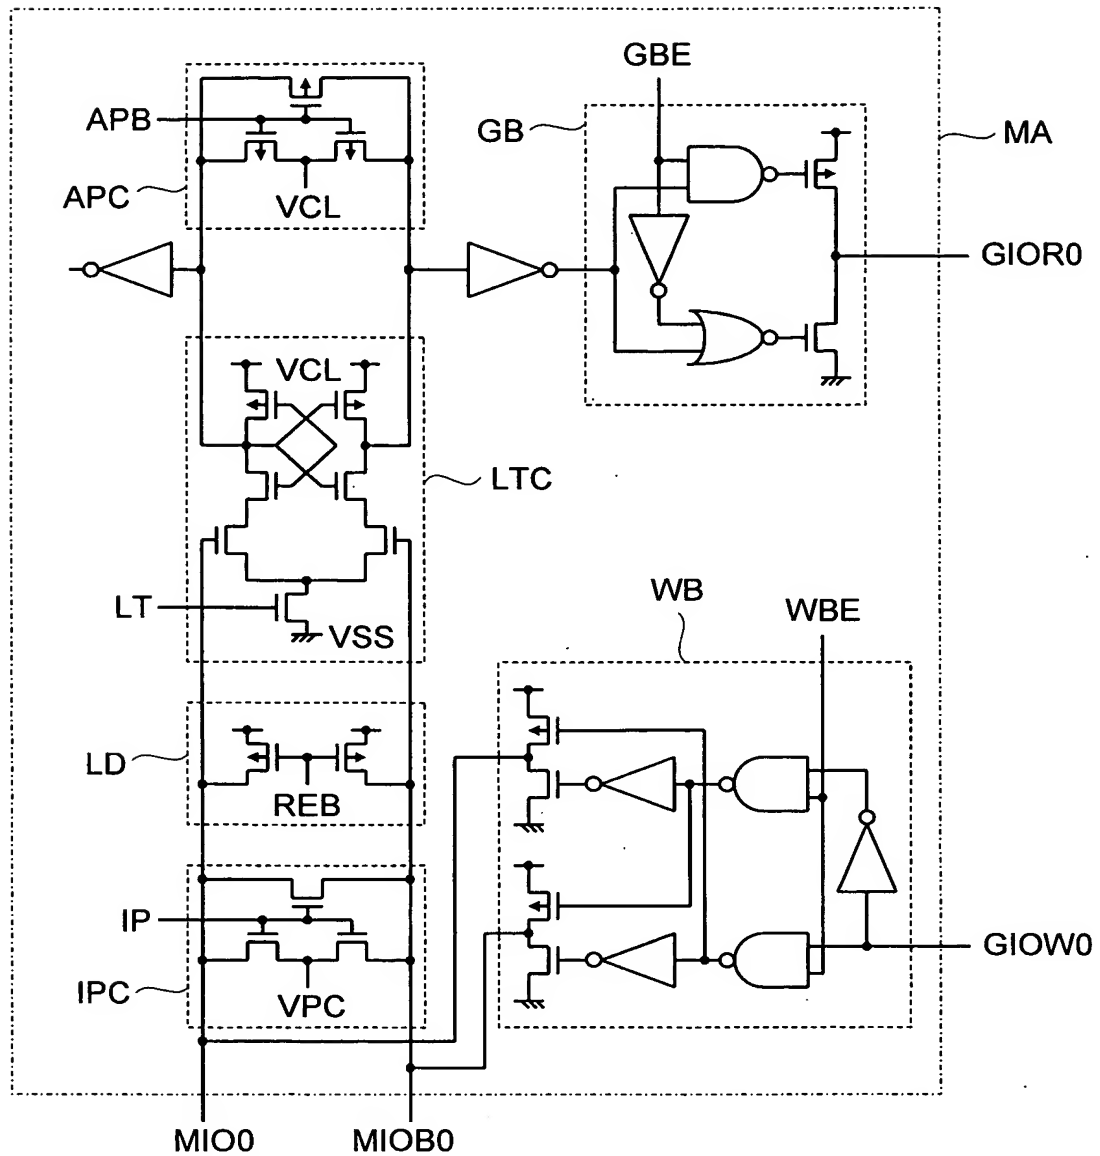 GBE
APB
GB
MA
APC
VCL
GIOR0
VCL
LTC
LT
VSS
WB
WBE
LD
REB
IP
GIOW0
IPC
VPC
MIO0
MIOB0